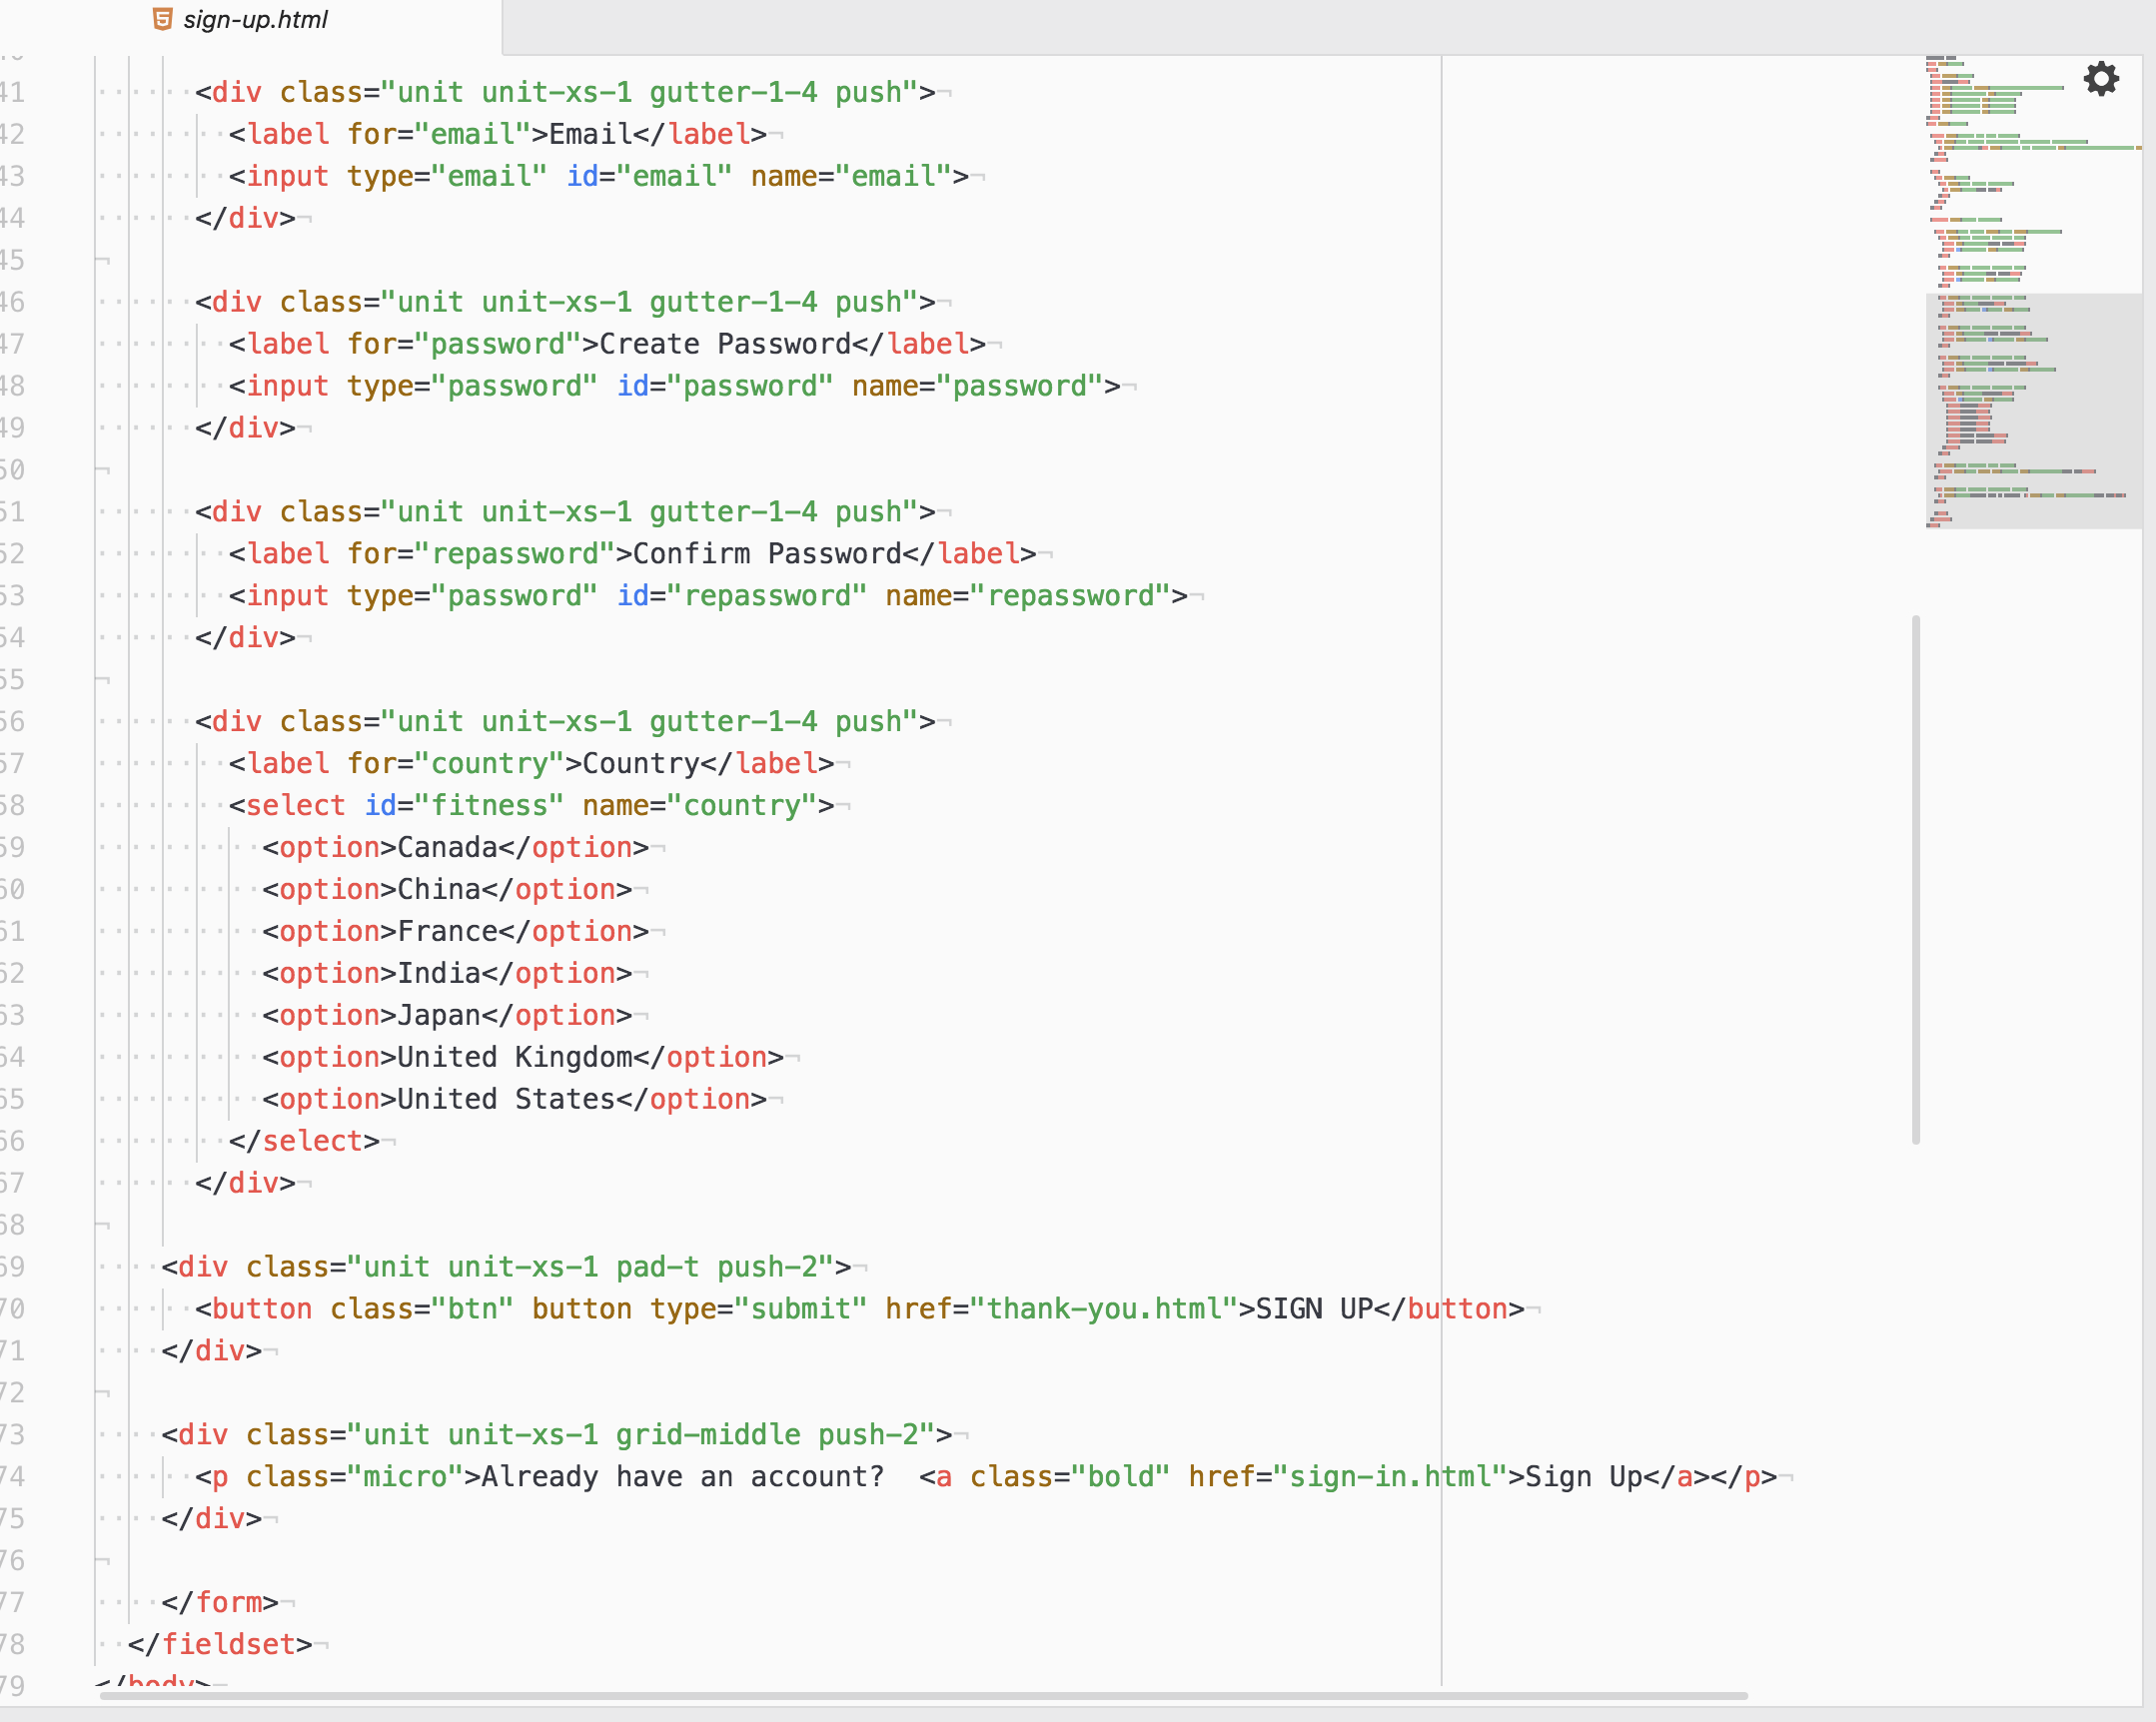 sign-up.html
41 <div class="unit unit-xs-1 gutter-1-4 push">
42 <label for="email">Email</label>
43 <input type="email" id="email" name="email">
44 </div>
45
46 <div class="unit unit-xs-1 gutter-1-4 push">
47 <label for="password">Create Password</label>
48 <input type="password" id="password" name="password">
49 </div>
50
51 <div class="unit unit-xs-1 gutter-1-4 push">
52 <label for="repassword">Confirm Password</label>
53 <input type="password" id="repassword" name="repassword">
54 </div>
55
56 <div class="unit unit-xs-1 gutter-1-4 push">
57 <label for="country">Country</label>
58 <select id="fitness" name="country">
59 <option>Canada</option>
60 <option>China</option>
61 <option>France</option>
62 <option>India</option>
63 <option>Japan</option>
64 <option>United Kingdom</option>
65 <option>United States</option>
66 </select>
67 </div>
68
69 <div class="unit unit-xs-1 pad-t push-2">
70 <button class="btn" button type="submit" href="thank-you.html">SIGN UP</button>
71 </div>
72
73 <div class="unit unit-xs-1 grid-middle push-2">
74 <p class="micro">Already have an account?  <a class="bold" href="sign-in.html">Sign Up</a></p>
75 </div>
76
77 </form>
78 </fieldset>
79 </body>